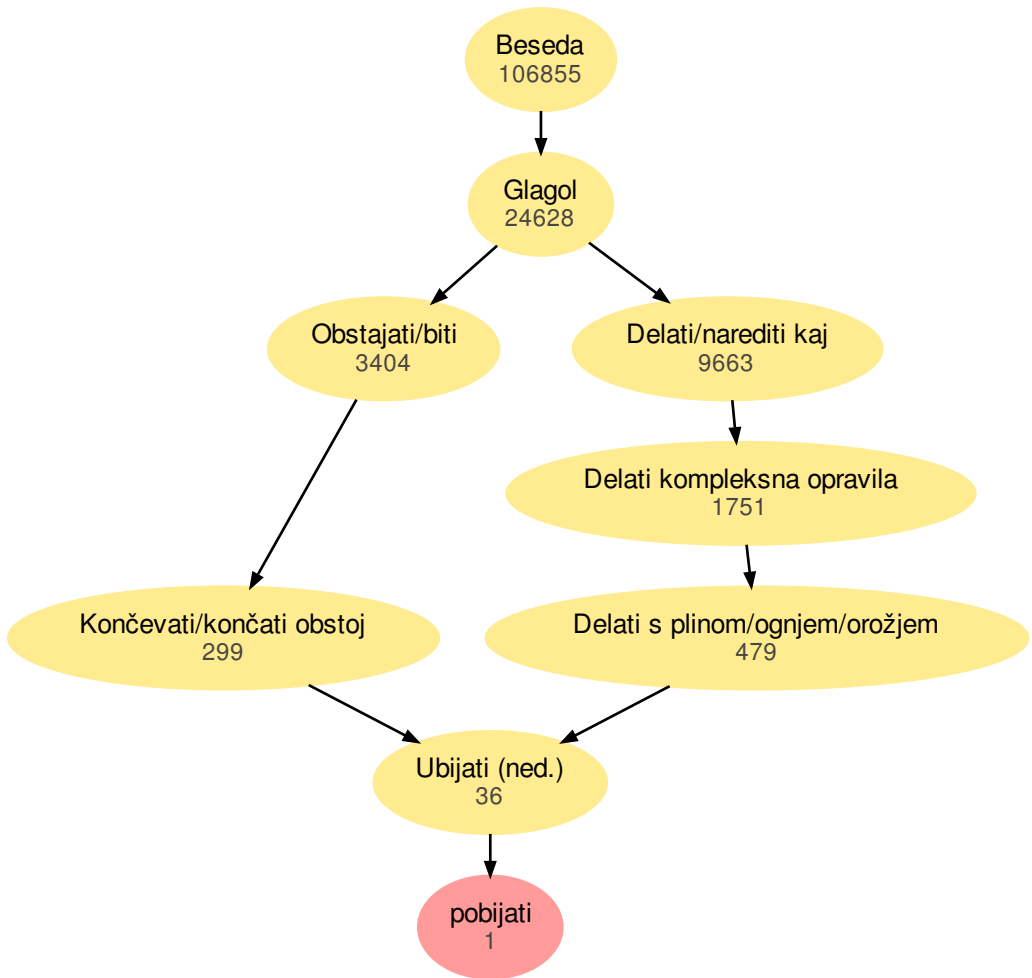 Beseda
106855
Glagol
24628
Obstajati/biti
3404
Delati/narediti kaj
9663
Delati kompleksna opravila
1751
Končevati/končati obstoj
299
Delati s plinom/ognjem/orožjem
479
Ubijati (ned.)
36
pobijati
1